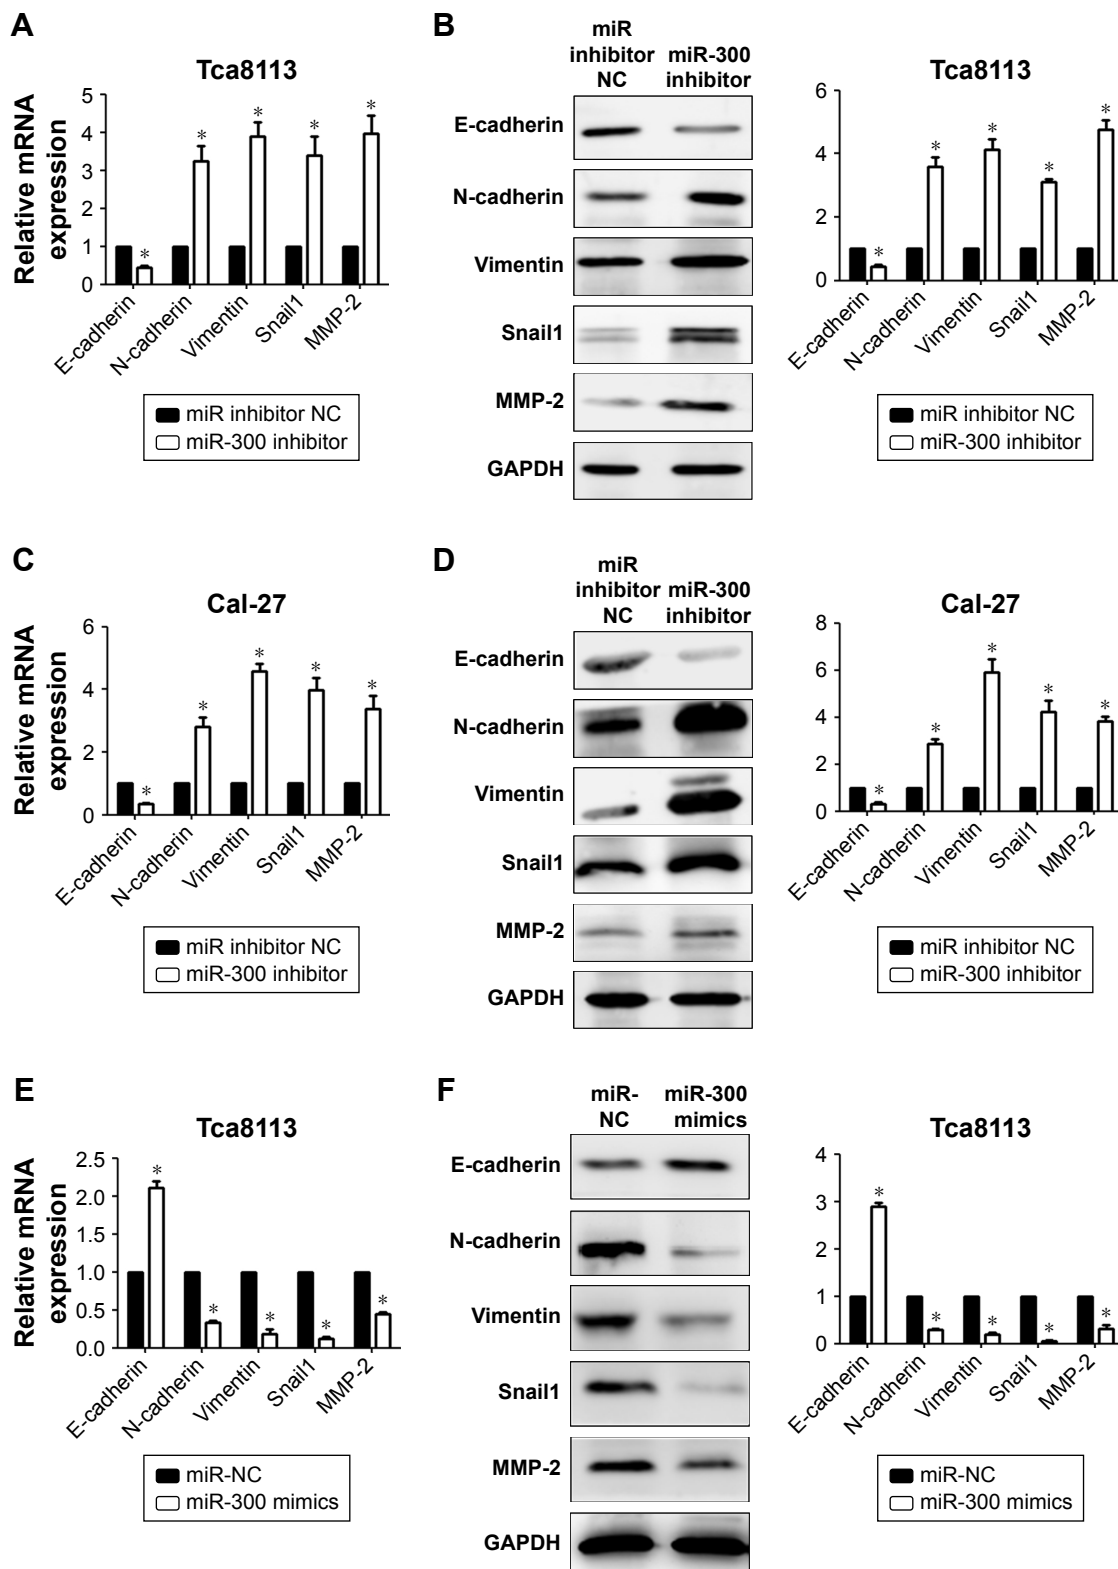 A
Tca8113
Relative mRNA
expression
5
4
3
2
1
0
* * * * *
E-cadherin
N-cadherin
Vimentin
Snail1
MMP-2
miR inhibitor NC
miR-300 inhibitor
B
miR
inhibitor
NC
miR-300
inhibitor
E-cadherin
N-cadherin
Vimentin
Snail1
MMP-2
GAPDH
Tca8113
6
4
2
0
* * * * *
E-cadherin
N-cadherin
Vimentin
Snail1
MMP-2
miR inhibitor NC
miR-300 inhibitor
C
Cal-27
Relative mRNA
expression
6
4
2
0
* * * * *
E-cadherin
N-cadherin
Vimentin
Snail1
MMP-2
miR inhibitor NC
miR-300 inhibitor
D
miR
inhibitor
NC
miR-300
inhibitor
E-cadherin
N-cadherin
Vimentin
Snail1
MMP-2
GAPDH
Cal-27
8
6
4
2
0
* * * * *
E-cadherin
N-cadherin
Vimentin
Snail1
MMP-2
miR inhibitor NC
miR-300 inhibitor
E
Tca8113
Relative mRNA
expression
2.5
2.0
1.5
1.0
0.5
0.0
* * * * *
E-cadherin
N-cadherin
Vimentin
Snail1
MMP-2
miR-NC
miR-300 mimics
F
miR-
NC
miR-300
mimics
E-cadherin
N-cadherin
Vimentin
Snail1
MMP-2
GAPDH
Tca8113
4
3
2
1
0
* * * * *
E-cadherin
N-cadherin
Vimentin
Snail1
MMP-2
miR-NC
miR-300 mimics